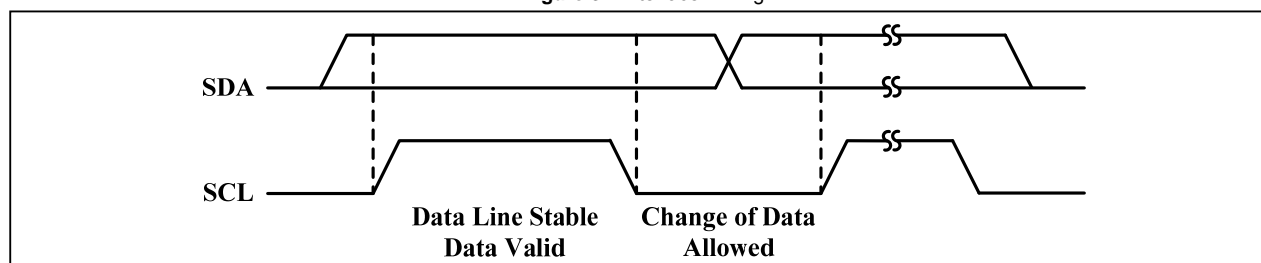 SDA
SCL
Data Line Stable
Data Valid
Change of Data
Allowed